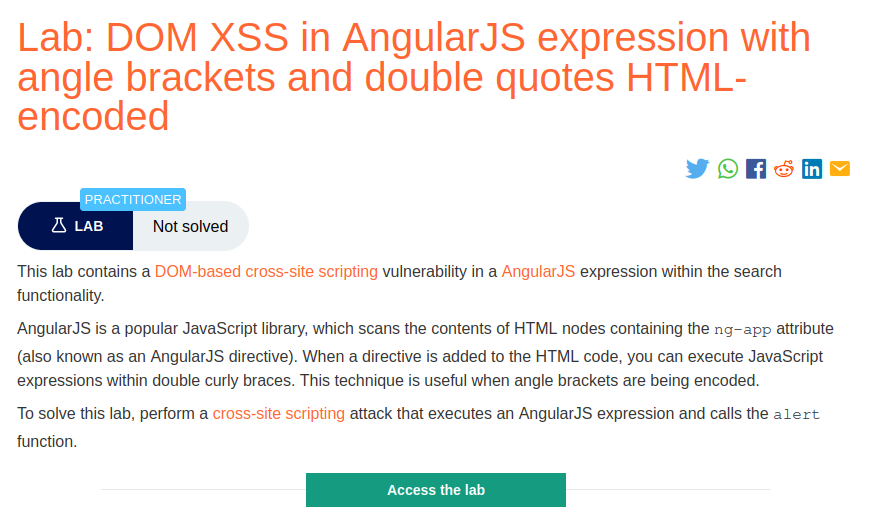 Lab: DOM XSS in AngularJS expression with
angle brackets and double quotes HTML-
encoded
PRACTITIONER
LAB
Not solved
This lab contains a DOM-based cross-site scripting vulnerability in a AngularJS expression within the search
functionality.
AngularJS is a popular JavaScript library, which scans the contents of HTML nodes containing the ng-app attribute
(also known as an AngularJS directive). When a directive is added to the HTML code, you can execute JavaScript
expressions within double curly braces. This technique is useful when angle brackets are being encoded.
To solve this lab, perform a cross-site scripting attack that executes an AngularJS expression and calls the alert
function.
Access the lab